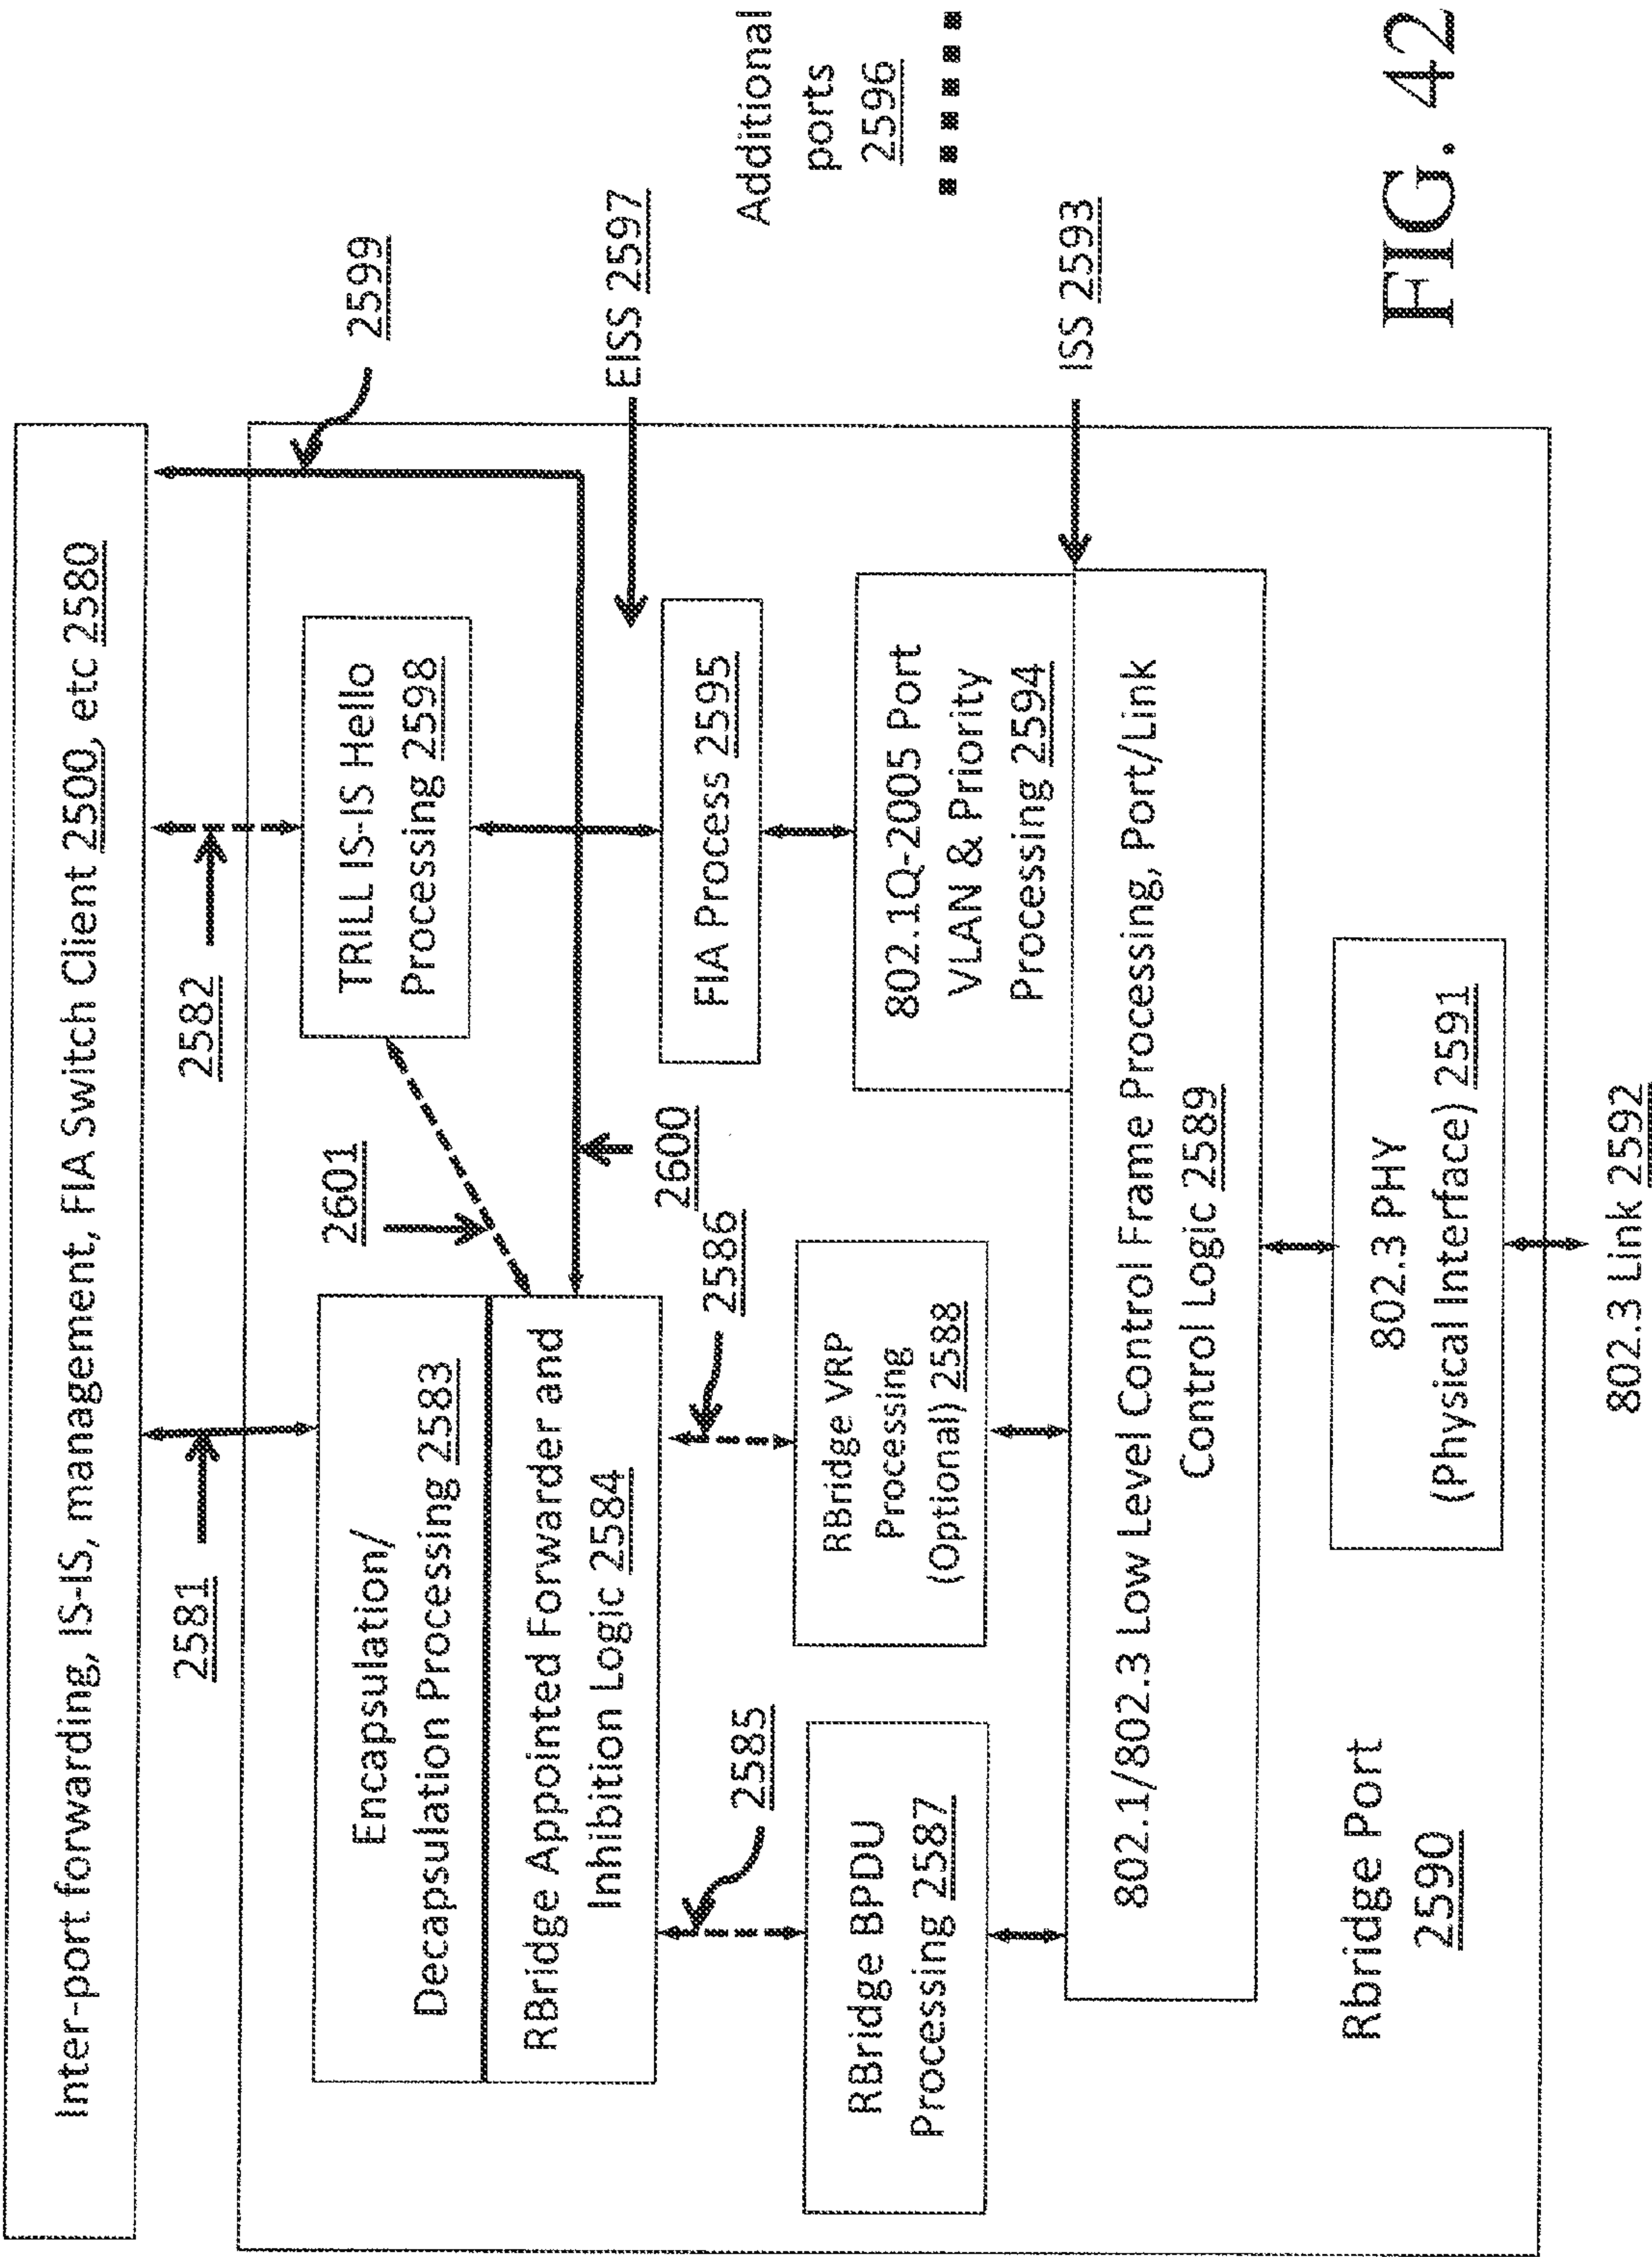 Inter-port forwarding, IS-IS, management, FIA Switch Client 2500, etc 2580
2581
2582
2599
Encapsulation/
Decapsulation Processing 2583
RBridge Appointed Forwarder and
Inhibition Logic 2584
2601
TRILL IS-IS Hello
Processing 2598
2600
EISS 2597
2585
2586
FIA Process 2595
Additional
ports
2596
RBridge BPDU
Processing 2587
RBridge VRP
Processing
(Optional) 2588
802.1Q-2005 Port
VLAN & Priority
Processing 2594
ISS 2593
802.1/802.3 Low Level Control Frame Processing, Port/Link
Control Logic 2589
Rbridge Port
2590
802.3 PHY
(Physical Interface) 2591
802.3 Link 2592
FIG. 42